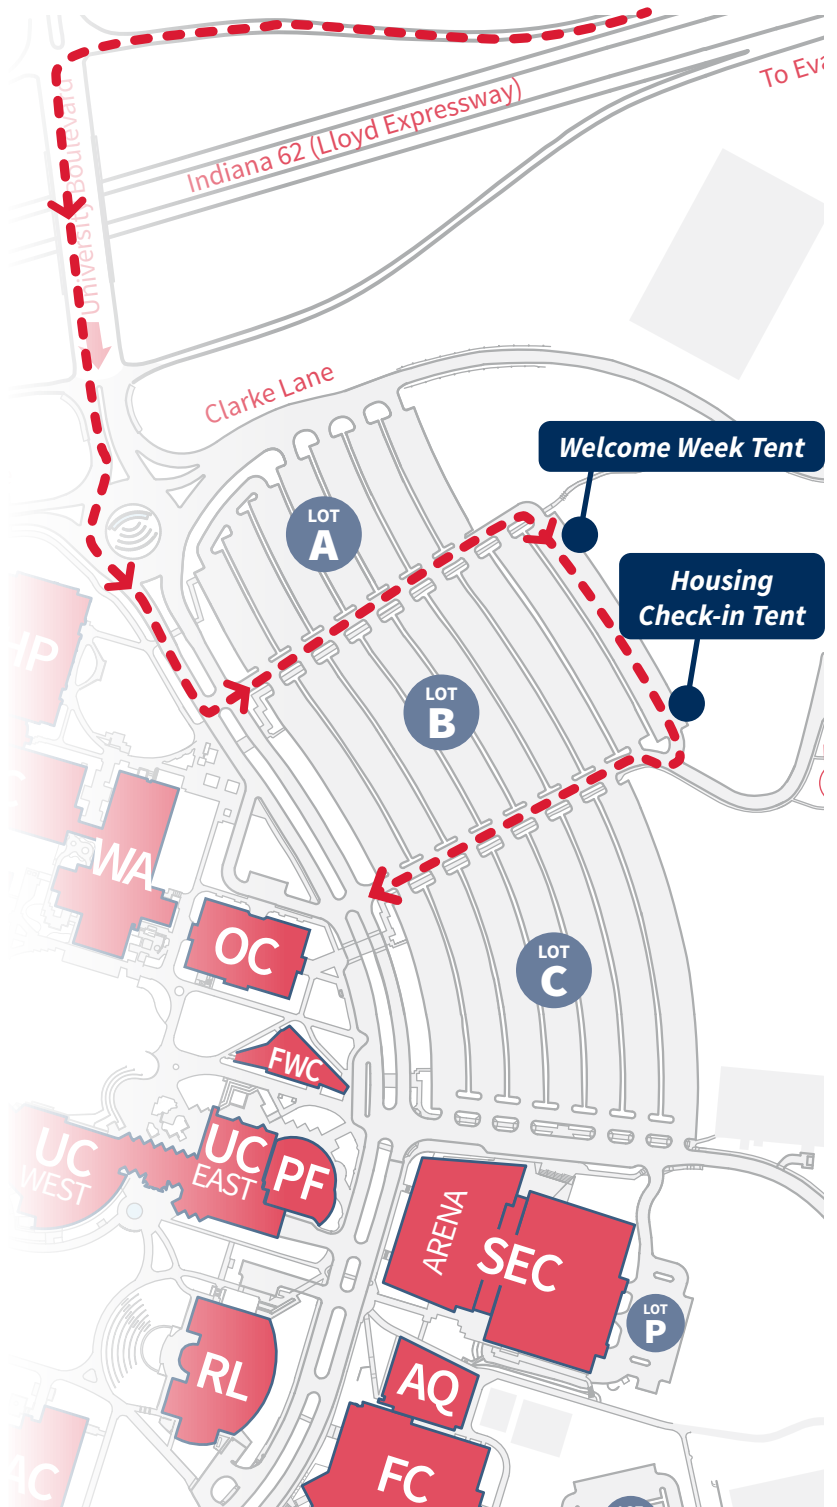 To Eva
Indiana 62 (Lloyd Expressway)
University Boulevard
Clarke Lane
Welcome Week Tent
LOT
A
Housing
Check-in Tent
HP
LOT
B
C
WA
OC
LOT
C
FWC
UC
WEST
UC
EAST
PF
ARENA
SEC
LOT
P
RL
AQ
AC
FC